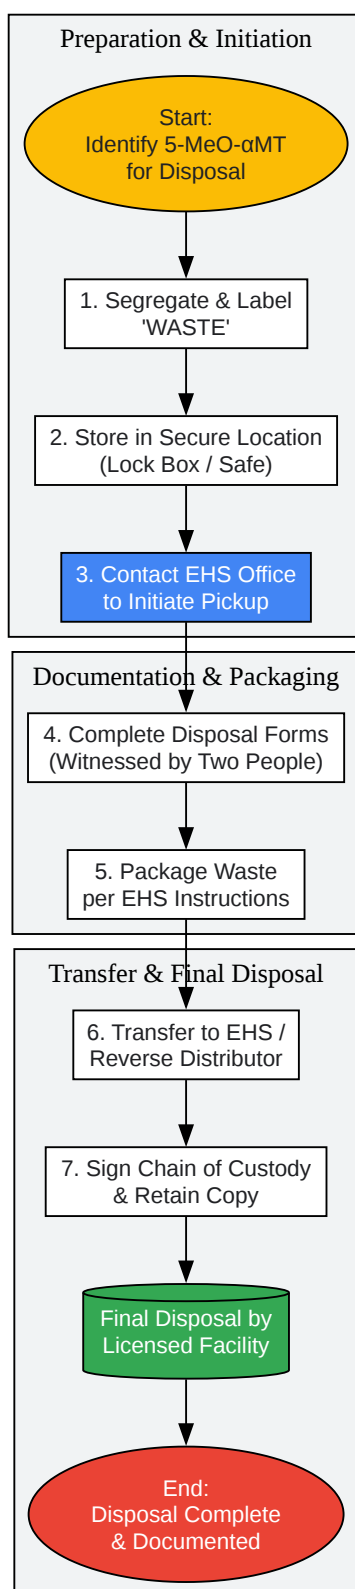 Preparation & Initiation
Start:
Identify 5-MeO-αMT
for Disposal
1. Segregate & Label
'WASTE'
2. Store in Secure Location
(Lock Box / Safe)
3. Contact EHS Office
to Initiate Pickup
Documentation & Packaging
4. Complete Disposal Forms
(Witnessed by Two People)
5. Package Waste
per EHS Instructions
Transfer & Final Disposal
6. Transfer to EHS /
Reverse Distributor
7. Sign Chain of Custody
& Retain Copy
Final Disposal by
Licensed Facility
End:
Disposal Complete
& Documented